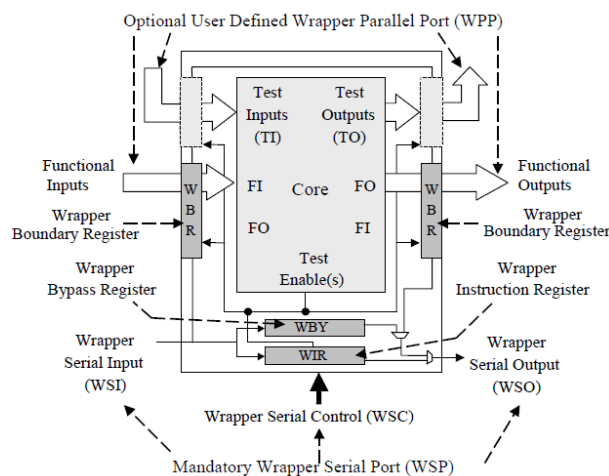 Optional User Defined Wrapper Parallel Port (WPP)
Test
Inputs
(TI)
Test
Outputs
(TO)
Functional
Inputs
Functional
Outputs
W
B
R
FI
Core
FO
W
B
R
FO
FI
Wrapper
Boundary Register
Wrapper
Boundary Register
Test
Enable(s)
Wrapper
Bypass Register
Wrapper
Instruction Register
WBY
WIR
Wrapper
Serial Input
(WSI)
Wrapper
Serial Output
(WSO)
Wrapper Serial Control (WSC)
Mandatory Wrapper Serial Port (WSP)